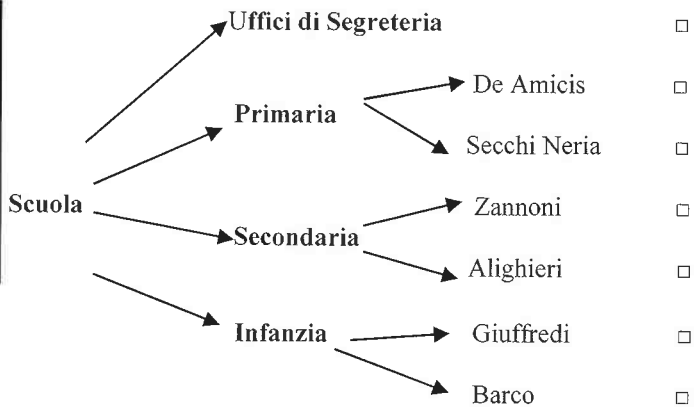 Uffici di Segreteria □
De Amicis □
Primaria
Secchi Neria □
Scuola
Zannoni □
Secondaria
Alighieri □
Giuffredi □
Infanzia
Barco □